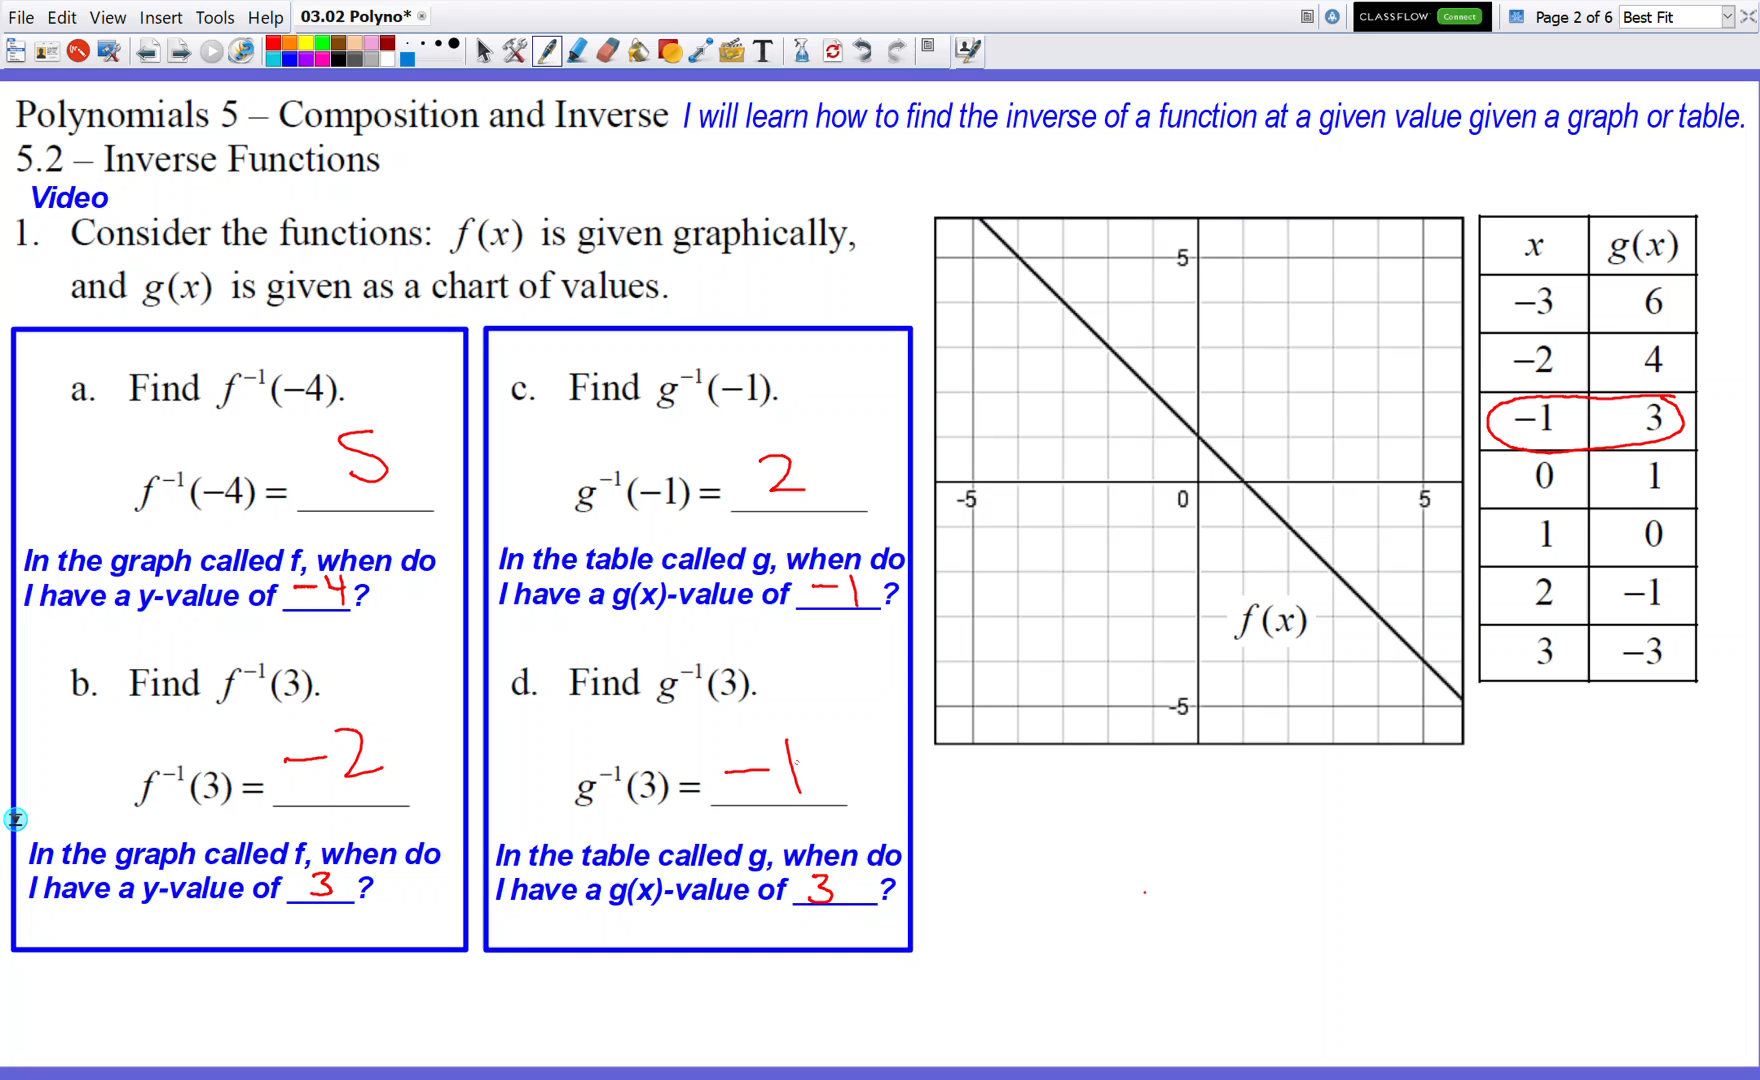 File Edit View Insert Tools Help 03.02 Polyno* CLASSFLOW Connect Page 2 of 6 Best Fit
T
Polynomials 5 – Composition and Inverse I will learn how to find the inverse of a function at a given value given a graph or table.
5.2 – Inverse Functions
Video
1. Consider the functions: f(x) is given graphically,
and g(x) is given as a chart of values.
a. Find f⁻¹(−4).
f⁻¹(−4) = 5
In the graph called f, when do
I have a y-value of -4?
b. Find f⁻¹(3).
f⁻¹(3) = -2
In the graph called f, when do
I have a y-value of 3?
c. Find g⁻¹(−1).
g⁻¹(−1) = 2
In the table called g, when do
I have a g(x)-value of -1?
d. Find g⁻¹(3).
g⁻¹(3) = -1
In the table called g, when do
I have a g(x)-value of 3?
5
-5 0 5
f(x)
-5
x g(x)
−3 6
−2 4
−1 3
0 1
1 0
2 −1
3 −3